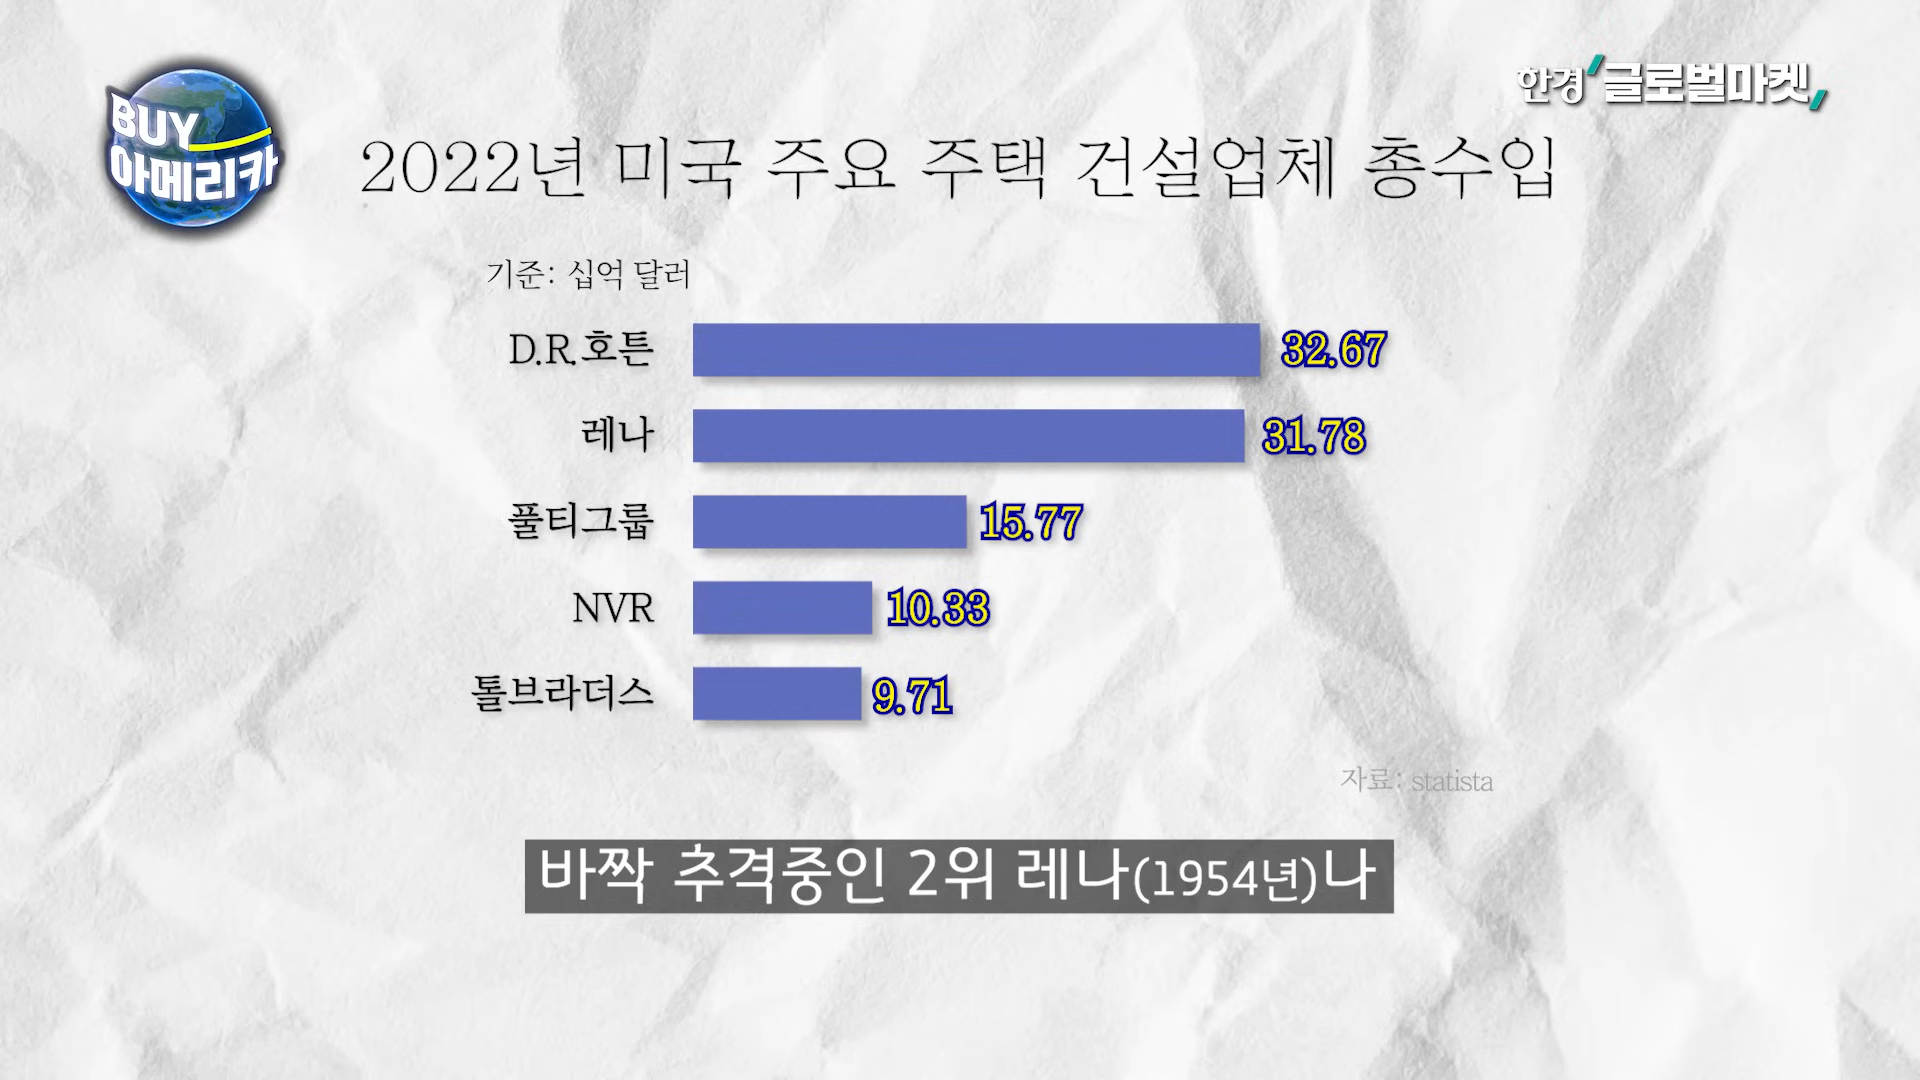 BUY
아메리카
한경 글로벌마켓
2022년 미국 주요 주택 건설업체 총수입
기준: 십억 달러
D.R.호튼 32.67
레나 31.78
풀티그룹 15.77
NVR 10.33
톨브라더스 9.71
자료: statista
바짝 추격중인 2위 레나(1954년)나